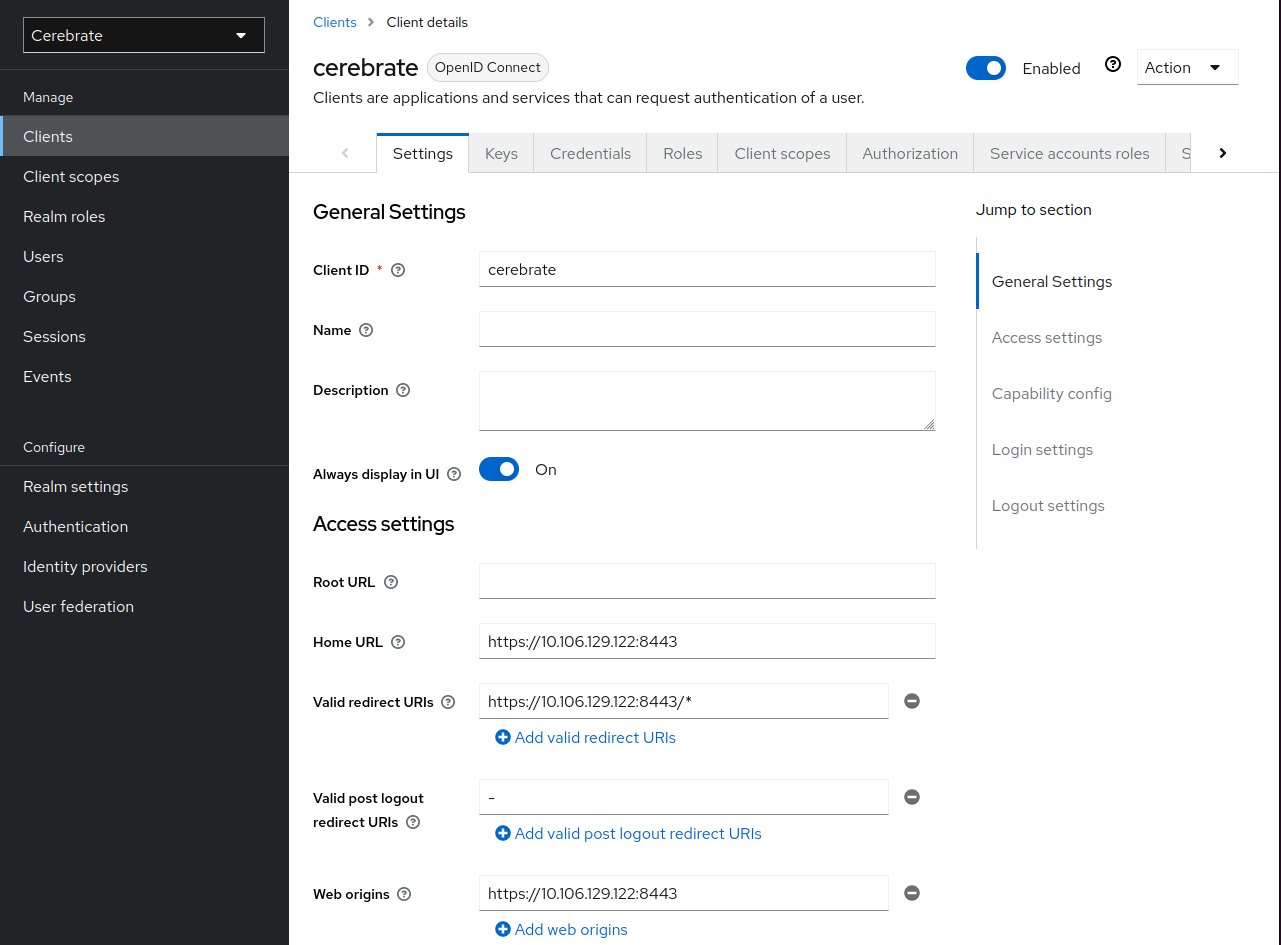 Cerebrate
Manage
Clients
Client scopes
Realm roles
Users
Groups
Sessions
Events
Configure
Realm settings
Authentication
Identity providers
User federation
Clients > Client details
cerebrate OpenID Connect
Enabled
Action
Clients are applications and services that can request authentication of a user.
Settings Keys Credentials Roles Client scopes Authorization Service accounts roles S
General Settings
Client ID * cerebrate
Name
Description
Always display in UI On
Access settings
Root URL
Home URL https://10.106.129.122:8443
Valid redirect URIs https://10.106.129.122:8443/*
Add valid redirect URIs
Valid post logout
redirect URIs
-
Add valid post logout redirect URIs
Web origins https://10.106.129.122:8443
Add web origins
Jump to section
General Settings
Access settings
Capability config
Login settings
Logout settings